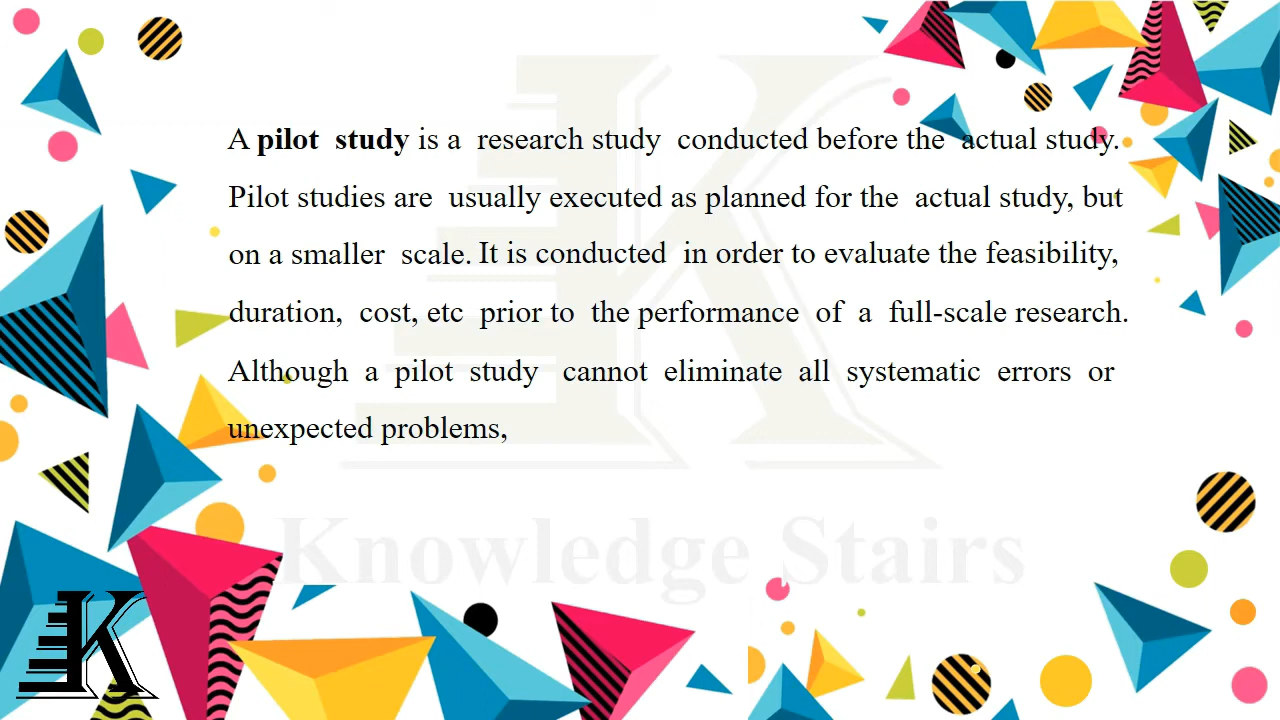 A pilot study is a research study conducted before the actual study.
Pilot studies are usually executed as planned for the actual study, but
on a smaller scale. It is conducted in order to evaluate the feasibility,
duration, cost, etc prior to the performance of a full-scale research.
Although a pilot study cannot eliminate all systematic errors or
unexpected problems,
Knowledge Stairs
K
K